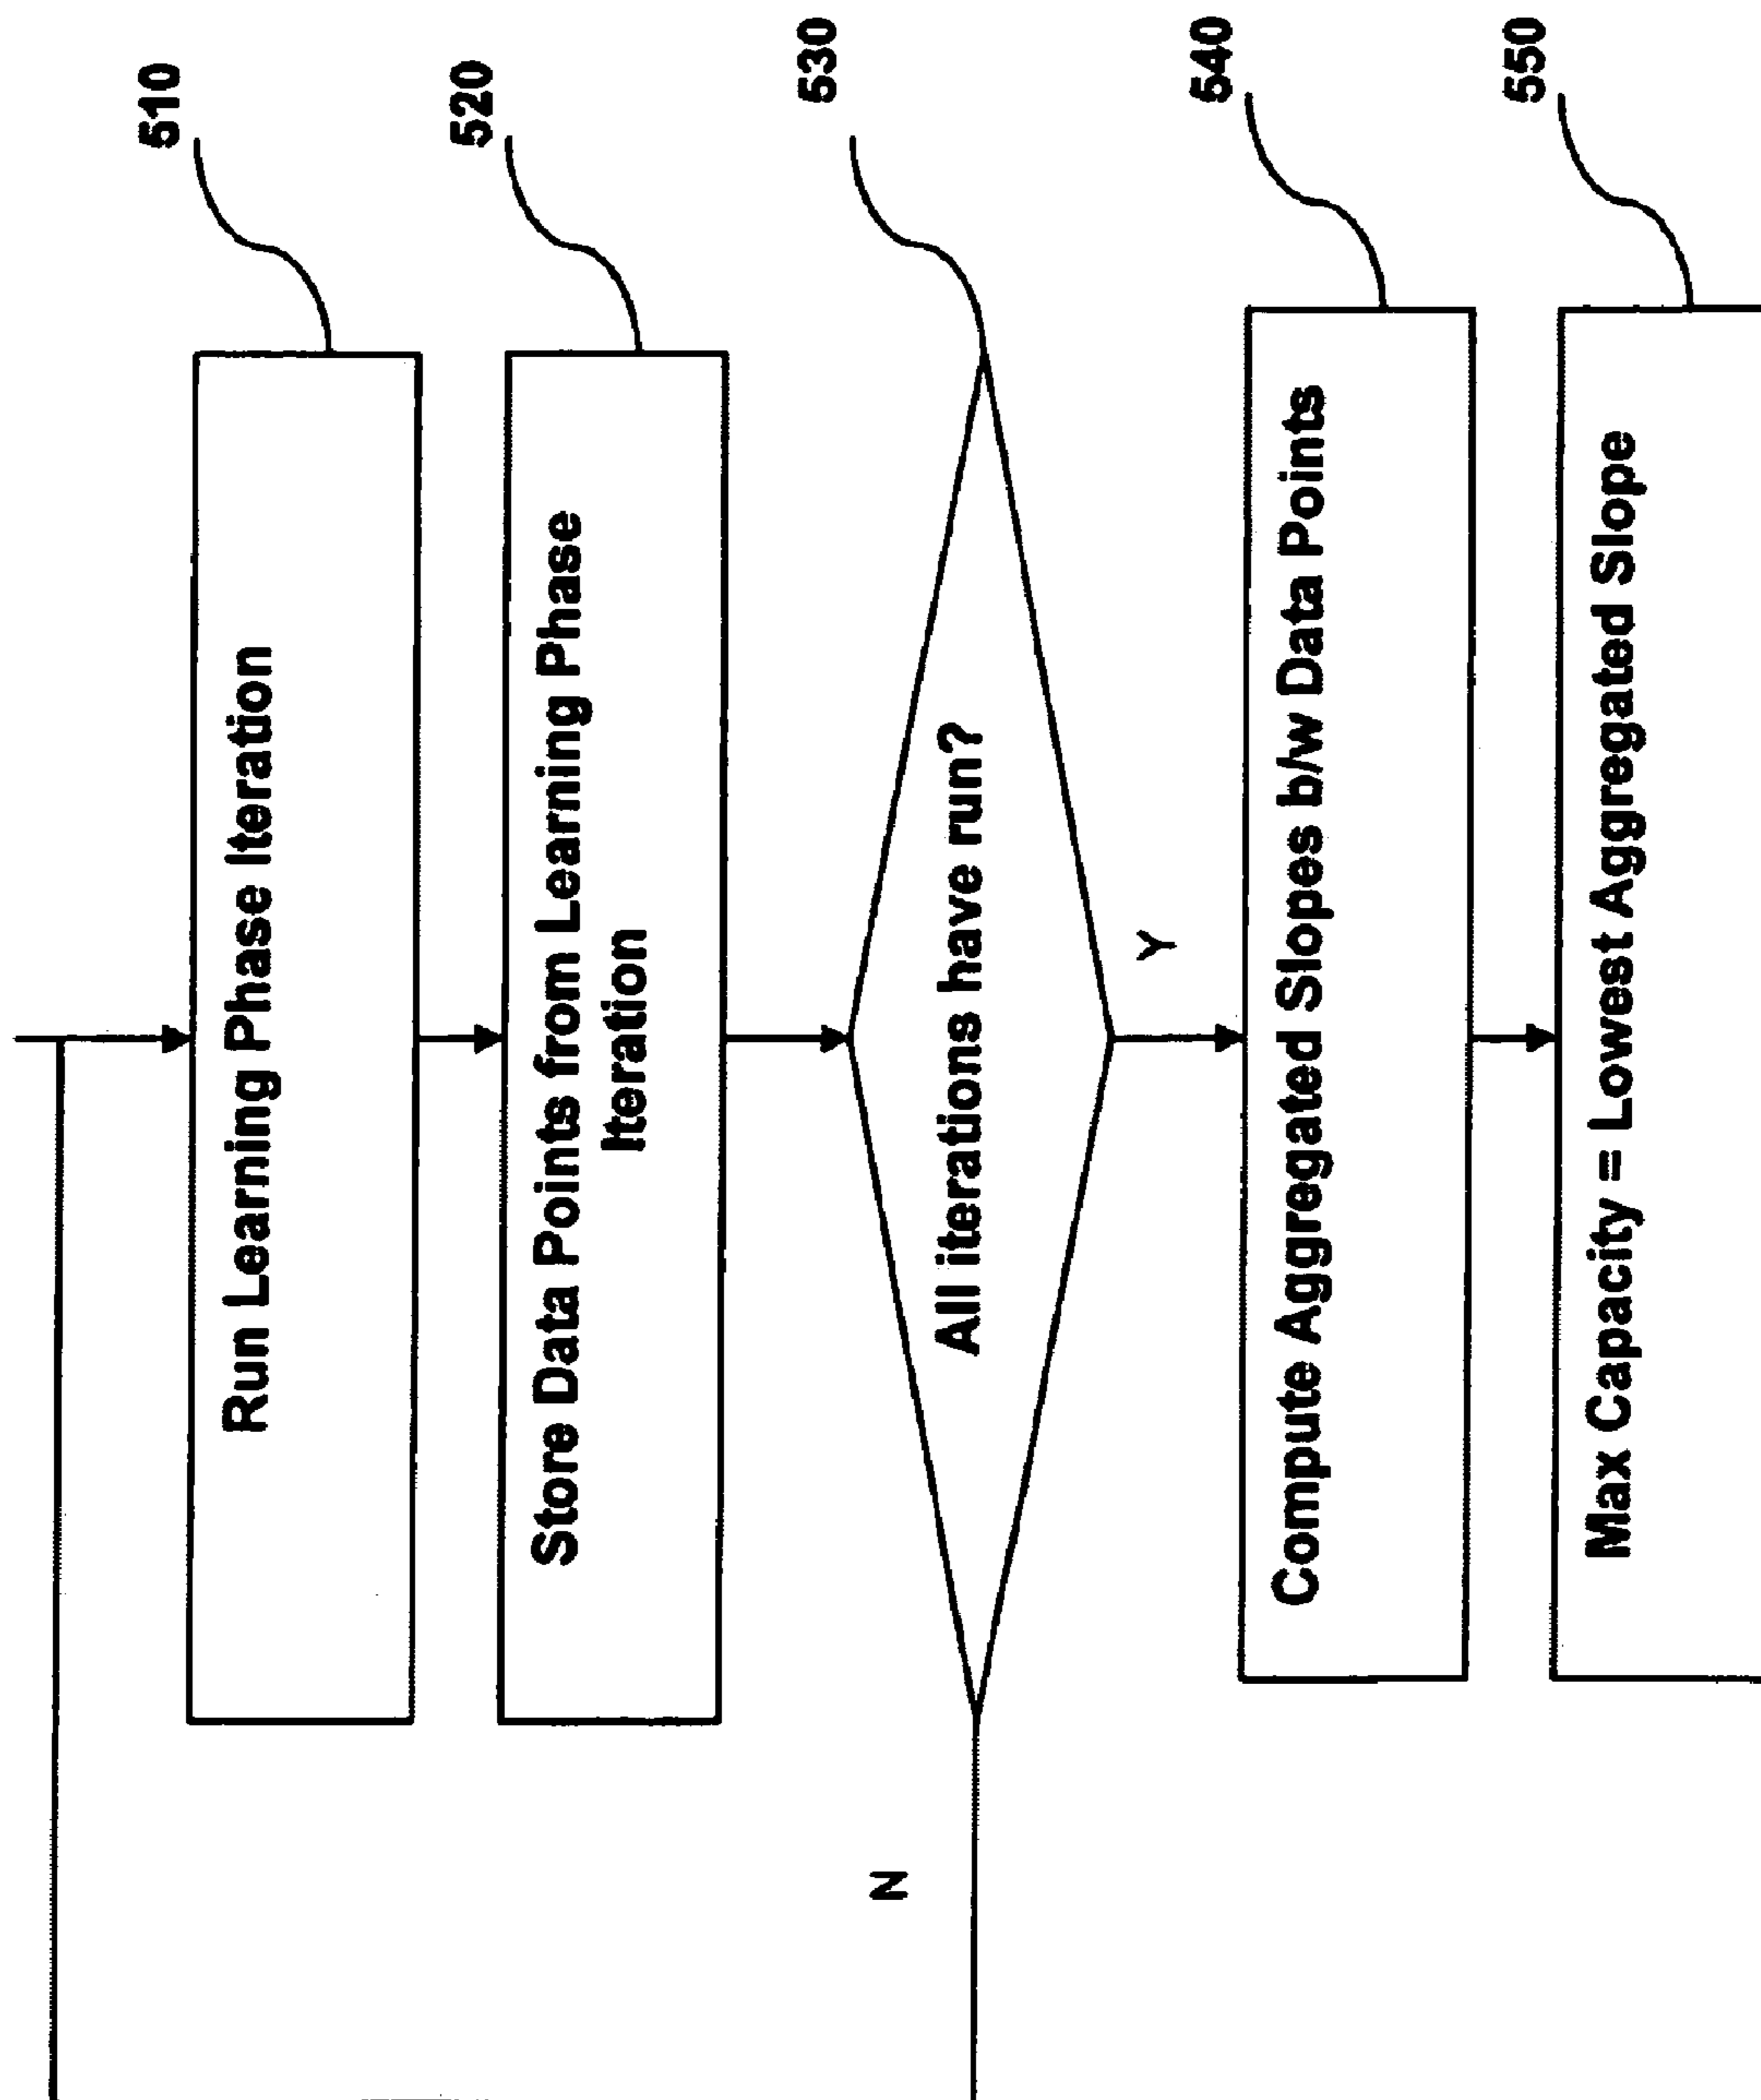 510
Run Learning Phase Iteration
520
Store Data Points from Learning Phase
Iteration
530
All iterations have run?
N
Y
540
Compute Aggregated Slopes b/w Data Points
550
Max Capacity = Lowest Aggregated Slope